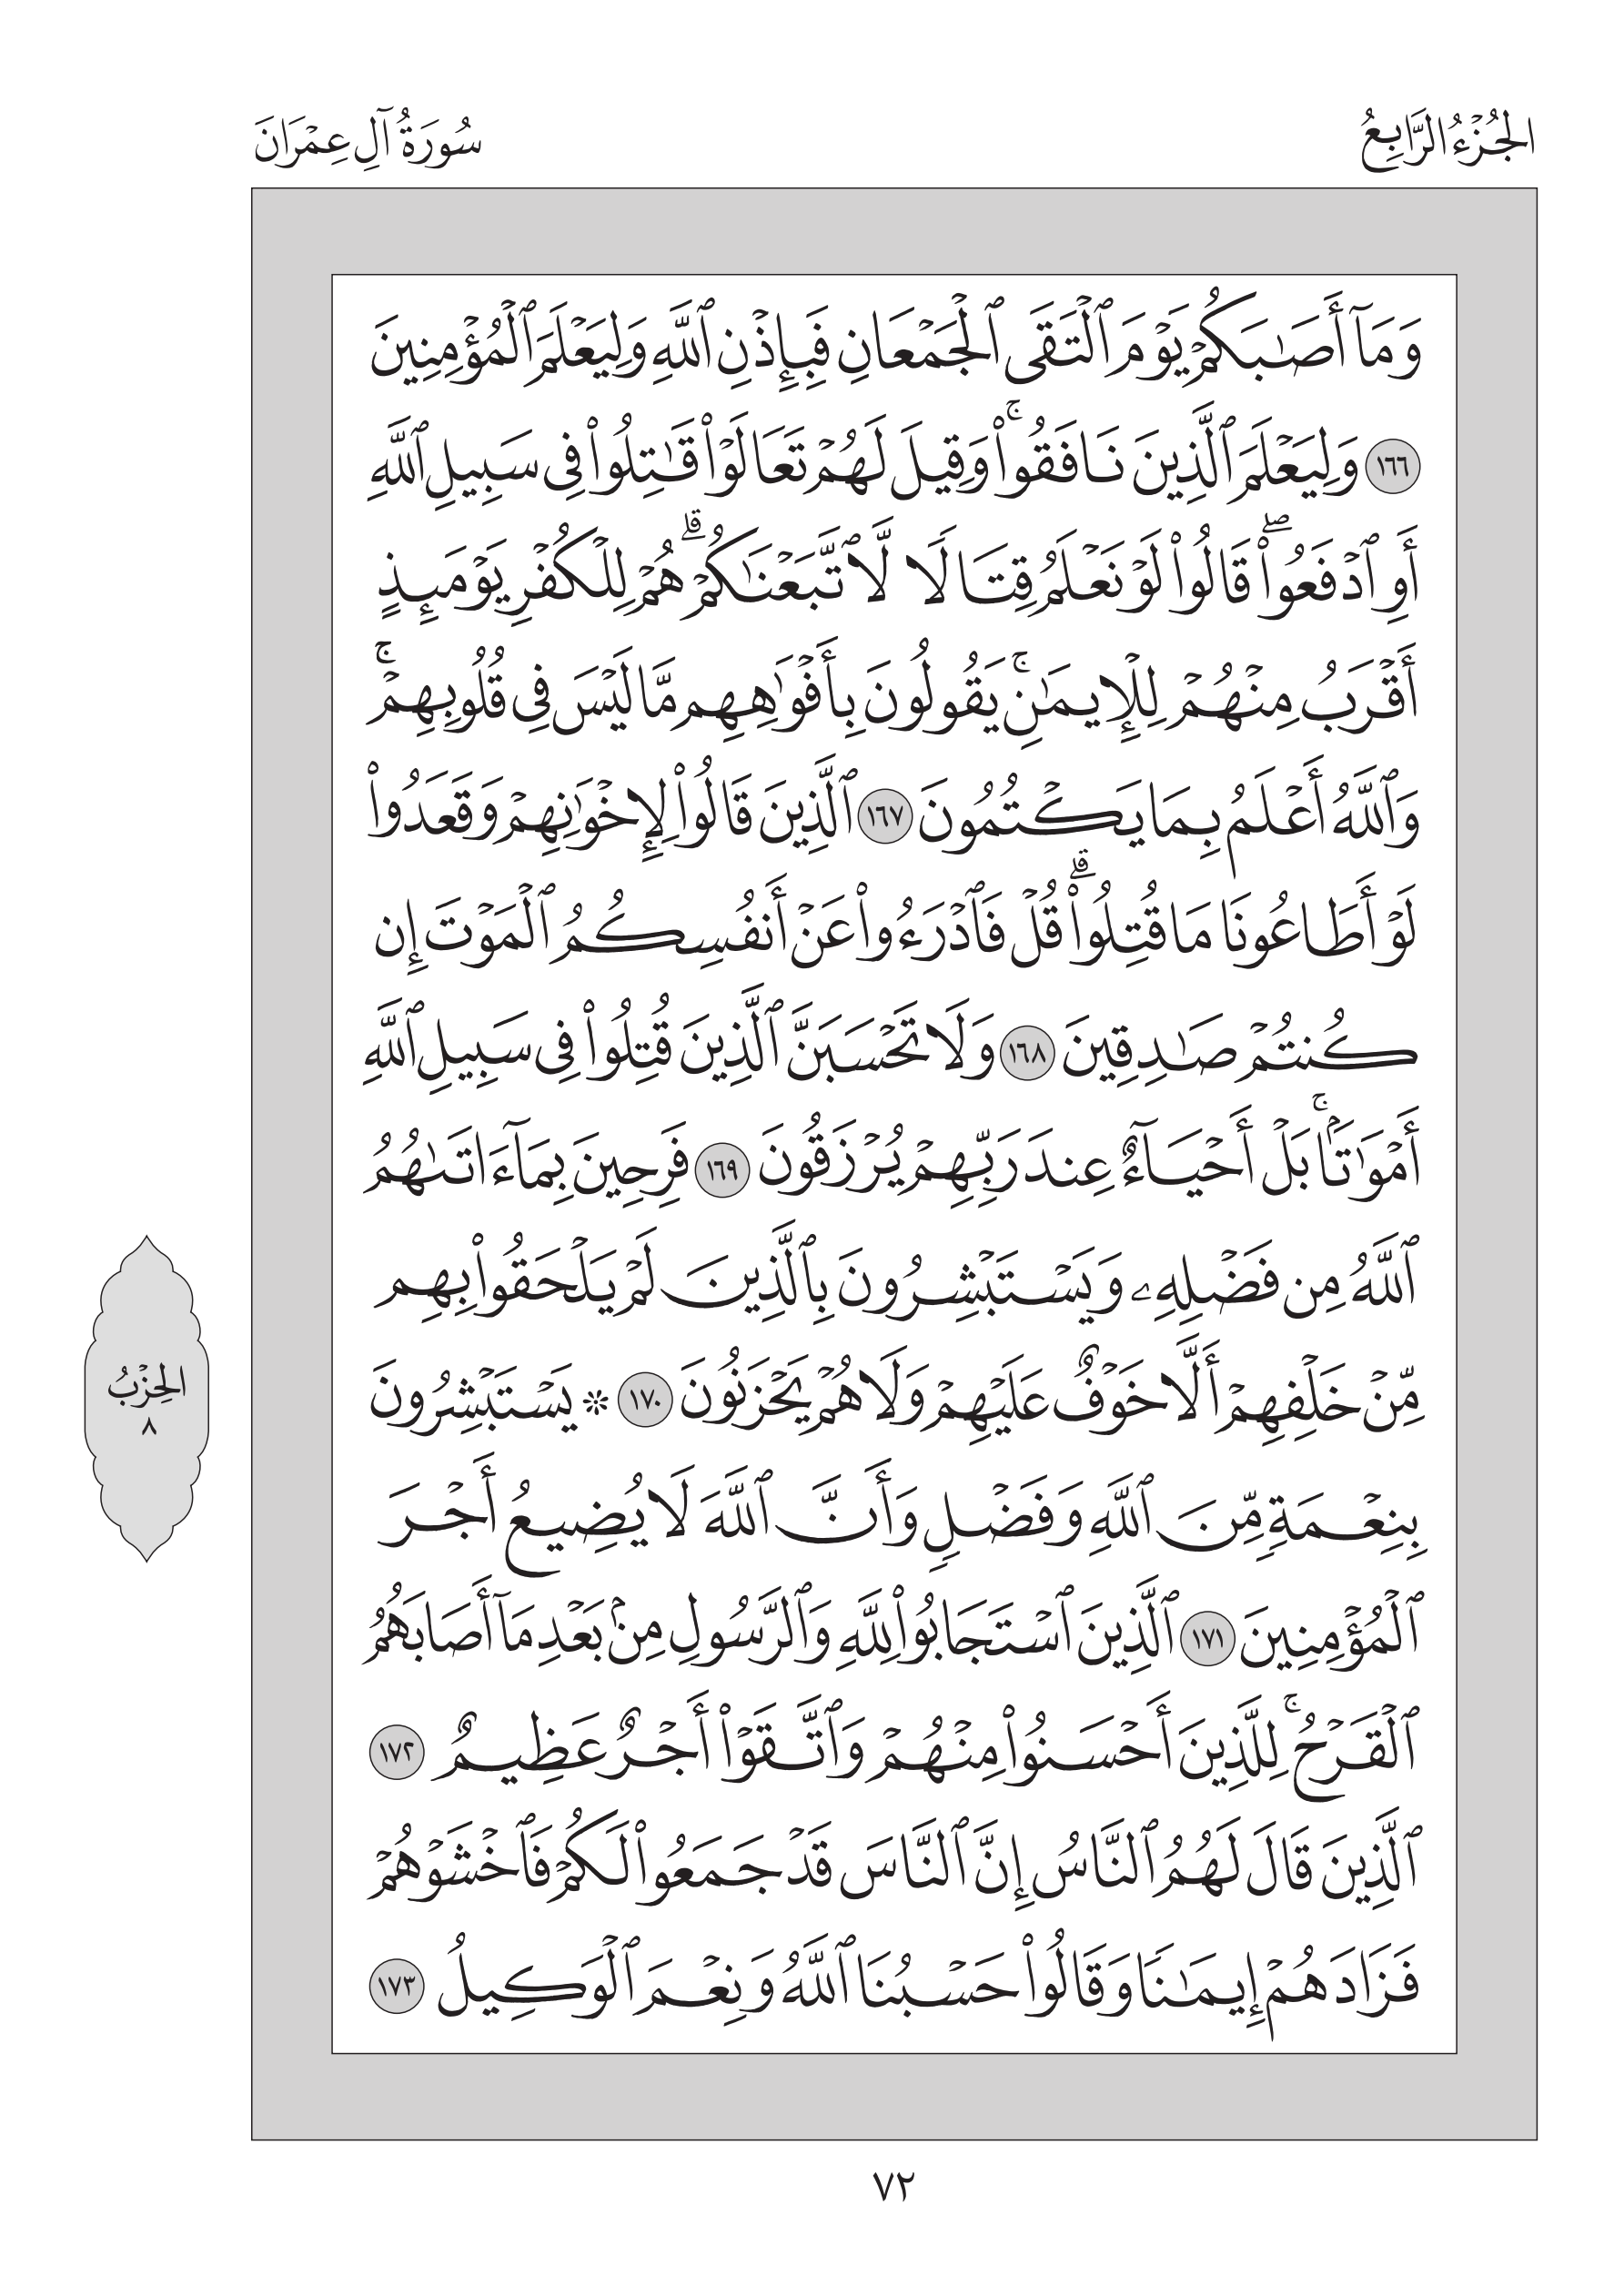 الجُزْءُ الرَّابِعُ
سُورَةُ آلِ عِمْرَانَ
وَمَآ أَصَٰبَكُمْ يَوْمَ ٱلْتَقَى ٱلْجَمْعَانِ فَبِإِذْنِ ٱللَّهِ وَلِيَعْلَمَ ٱلْمُؤْمِنِينَ
١٦٦ وَلِيَعْلَمَ ٱلَّذِينَ نَافَقُوا۟ۚ وَقِيلَ لَهُمْ تَعَالَوْا۟ قَٰتِلُوا۟ فِى سَبِيلِ ٱللَّهِ
أَوِ ٱدْفَعُوا۟ۖ قَالُوا۟ لَوْ نَعْلَمُ قِتَالًا لَّٱتَّبَعْنَٰكُمْۗ هُمْ لِلْكُفْرِ يَوْمَئِذٍ
أَقْرَبُ مِنْهُمْ لِلْإِيمَٰنِۚ يَقُولُونَ بِأَفْوَٰهِهِم مَّا لَيْسَ فِى قُلُوبِهِمْۚ
وَٱللَّهُ أَعْلَمُ بِمَا يَكْتُمُونَ ١٦٧ ٱلَّذِينَ قَالُوا۟ لِإِخْوَٰنِهِمْ وَقَعَدُوا۟
لَوْ أَطَاعُونَا مَا قُتِلُوا۟ۗ قُلْ فَٱدْرَءُوا۟ عَنْ أَنفُسِكُمُ ٱلْمَوْتَ إِن
كُنتُمْ صَٰدِقِينَ ١٦٨ وَلَا تَحْسَبَنَّ ٱلَّذِينَ قُتِلُوا۟ فِى سَبِيلِ ٱللَّهِ
أَمْوَٰتًۢاۚ بَلْ أَحْيَآءٌ عِندَ رَبِّهِمْ يُرْزَقُونَ ١٦٩ فَرِحِينَ بِمَآ ءَاتَىٰهُمُ
ٱللَّهُ مِن فَضْلِهِۦ وَيَسْتَبْشِرُونَ بِٱلَّذِينَ لَمْ يَلْحَقُوا۟ بِهِم
مِّنْ خَلْفِهِمْ أَلَّا خَوْفٌ عَلَيْهِمْ وَلَا هُمْ يَحْزَنُونَ ١٧٠ ۞ يَسْتَبْشِرُونَ
بِنِعْمَةٍ مِّنَ ٱللَّهِ وَفَضْلٍ وَأَنَّ ٱللَّهَ لَا يُضِيعُ أَجْرَ
ٱلْمُؤْمِنِينَ ١٧١ ٱلَّذِينَ ٱسْتَجَابُوا۟ لِلَّهِ وَٱلرَّسُولِ مِنۢ بَعْدِ مَآ أَصَابَهُمُ
ٱلْقَرْحُۚ لِلَّذِينَ أَحْسَنُوا۟ مِنْهُمْ وَٱتَّقَوْا۟ أَجْرٌ عَظِيمٌ ١٧٢
ٱلَّذِينَ قَالَ لَهُمُ ٱلنَّاسُ إِنَّ ٱلنَّاسَ قَدْ جَمَعُوا۟ لَكُمْ فَٱخْشَوْهُمْ
فَزَادَهُمْ إِيمَٰنًا وَقَالُوا۟ حَسْبُنَا ٱللَّهُ وَنِعْمَ ٱلْوَكِيلُ ١٧٣
الحِزْبُ
٨
٧٢